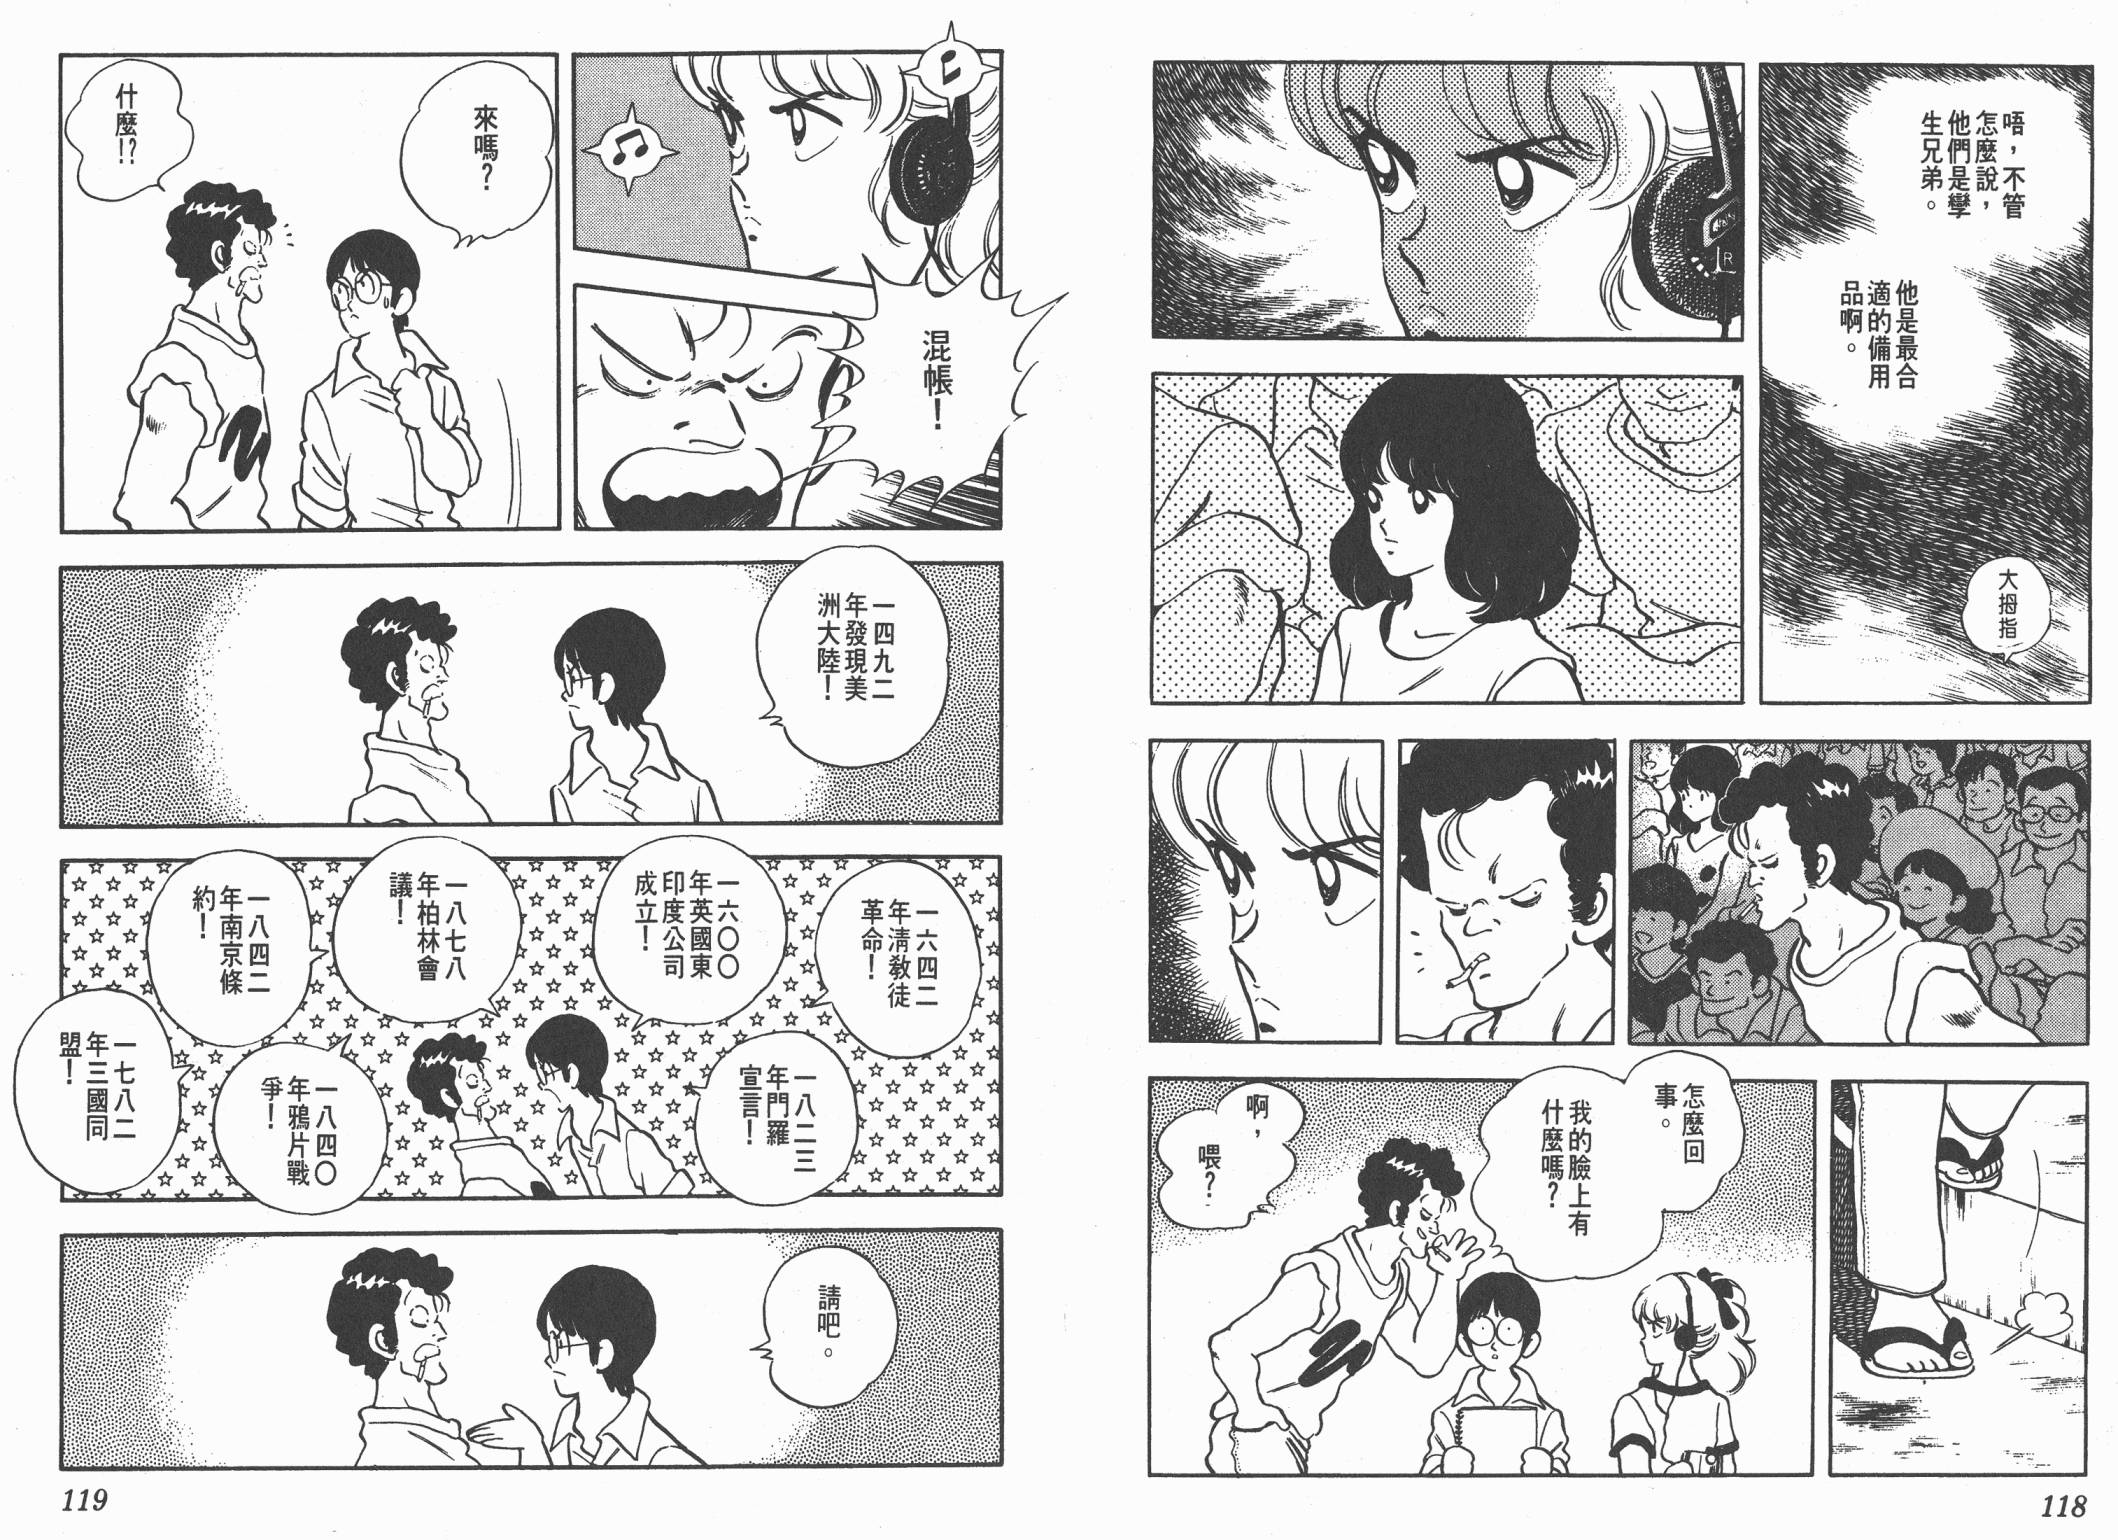 唔，不管
怎麼說，
他們是孿
生兄弟。
他是最合
適的備用
品啊。
大拇指
怎麼回
事。
我的臉上有
什麼嗎？
啊，
喂？
118
混帳！
來嗎？
什麼！？
一四九二
年發現美
洲大陸！
一六四二
年清教徒
革命！
一八二三
年門羅
宣言！
一六〇〇
年英國東
印度公司
成立！
一八七八
年柏林會
議！
一八四〇
年鴉片戰
爭！
一八四二
年南京條
約！
一七八二
年三國同
盟！
請吧。
119